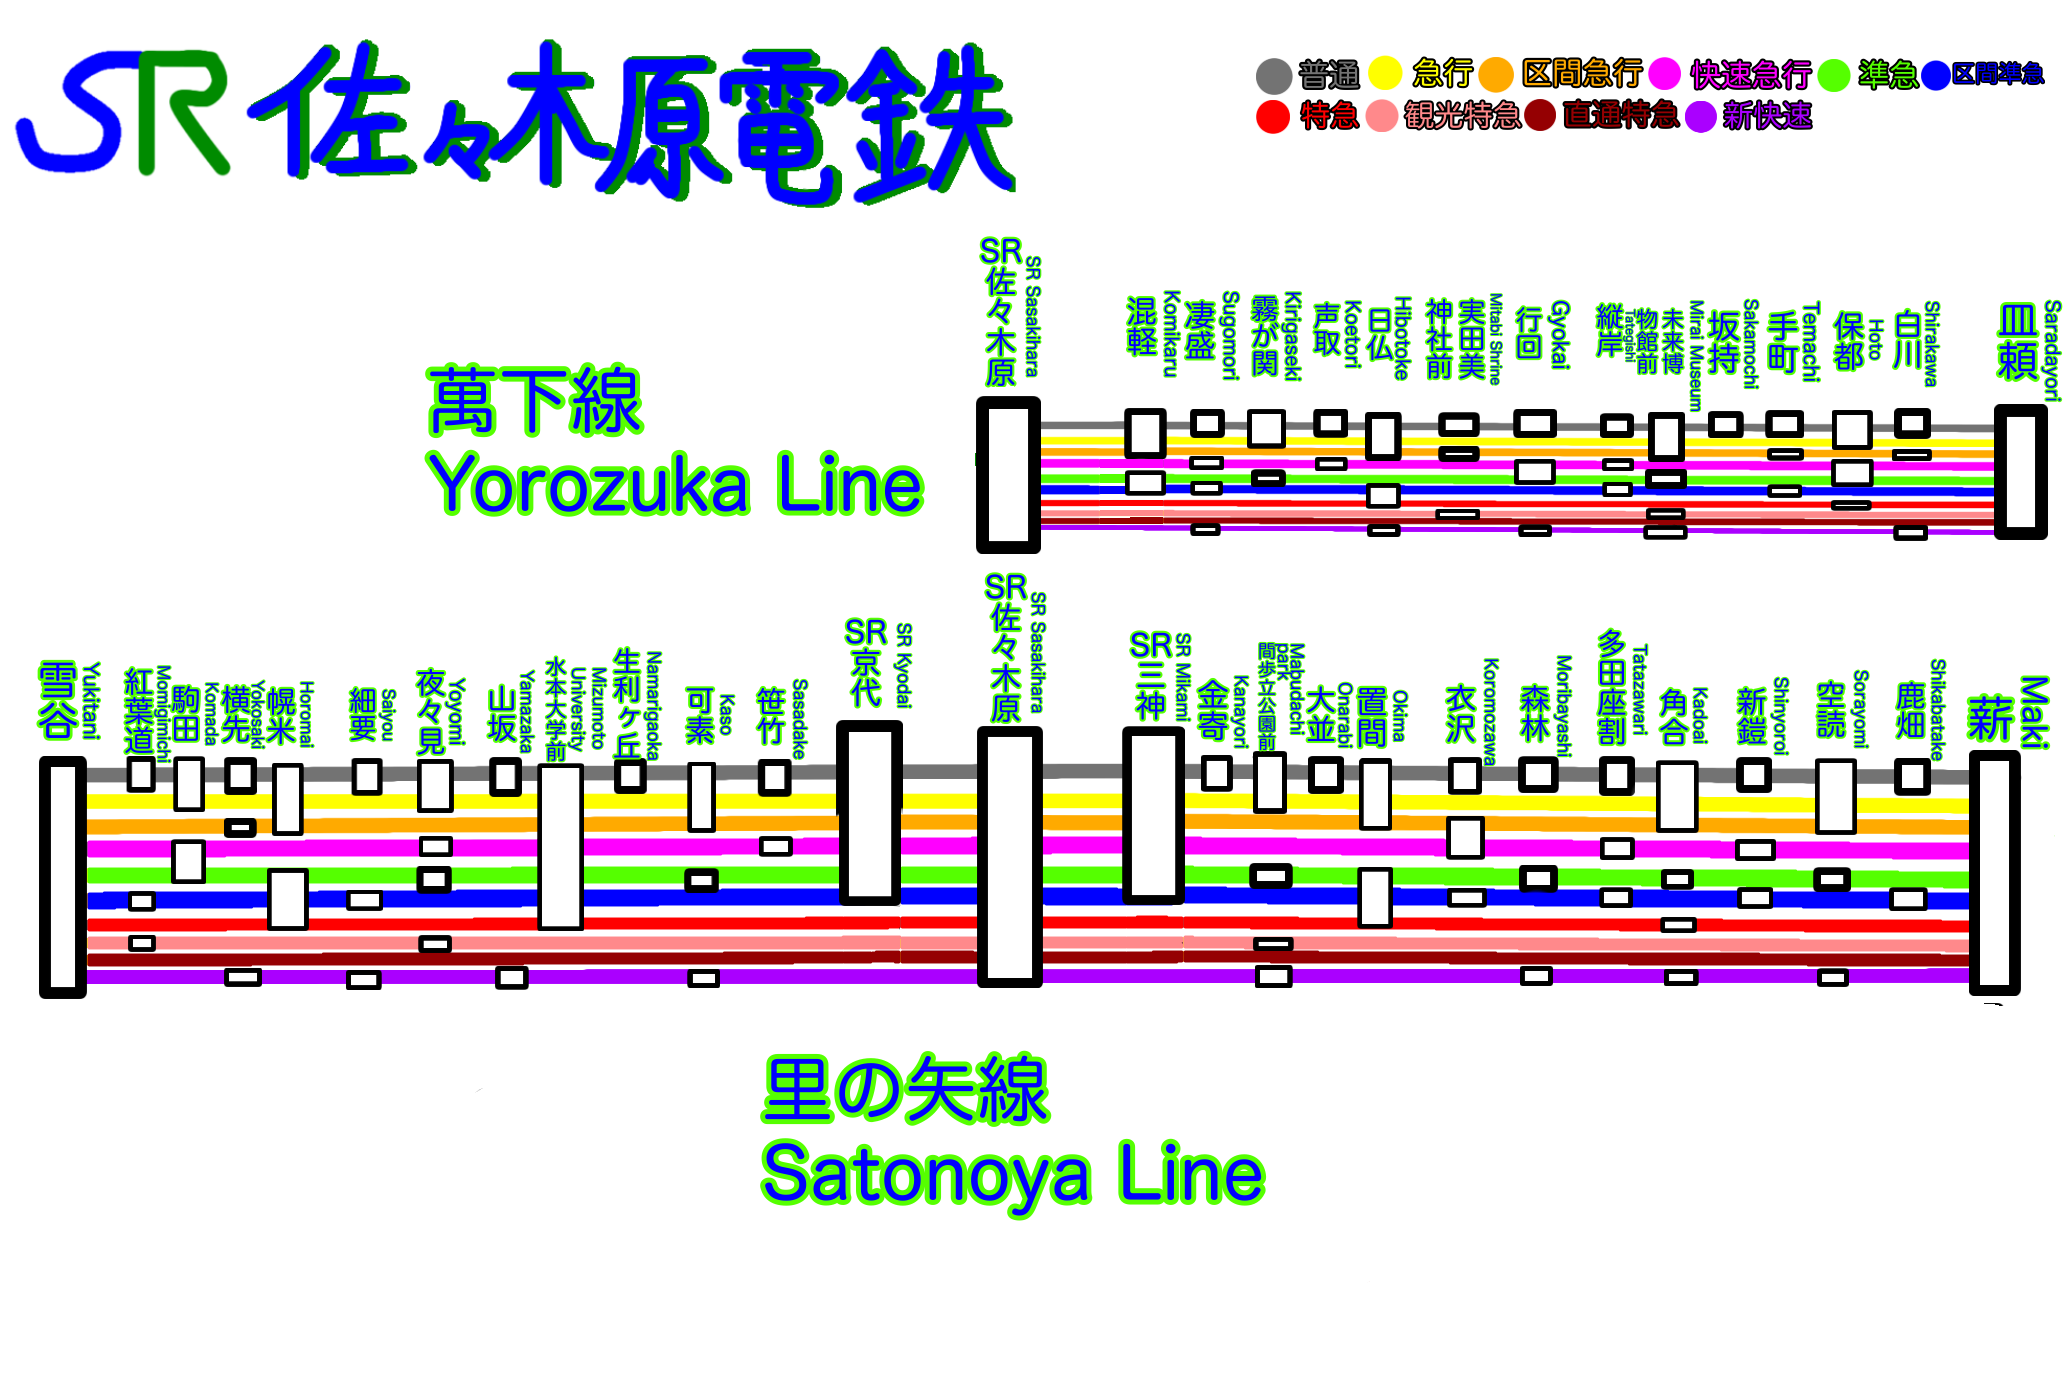 SR佐々木原電鉄
普通 急行 区間急行 快速急行 準急 区間準急
特急 観光特急 直通特急 新快速
萬下線
Yorozuka Line
SR佐々木原
SR Sasakihara
混軽
Komikaru
凄盛
Sugomori
霧が関
Kirigaseki
声取
Koetori
日仏
Hibotoke
実田美
神社前
Mitabi Shrine
行回
Gyokai
縦岸
Tategishi
未来博
物館前
Mirai Museum
坂持
Sakamochi
手町
Temachi
保都
Hoto
白川
Shirakawa
皿頼
Saradayori
雪谷
Yukitani
紅葉道
Momigimichi
駒田
Komada
横先
Yokosaki
幌米
Horomai
細要
Saiyou
夜々見
Yoyomi
山坂
Yamazaka
水本大学前
Mizumoto
University
生利ヶ丘
Namarigaoka
可素
Kaso
笹竹
Sasadake
SR京代
SR Kyodai
SR佐々木原
SR Sasakihara
SR三神
SR Mikami
金寄
Kanayori
間歩立公園前
Mabudachi
park
大並
Onarabi
置間
Okina
衣沢
Koromozawa
森林
Moribayashi
多田座割
Tatazawari
角合
Kadoai
新鎧
Shinyoroi
空読
Sorayomi
鹿畑
Shikabatake
薪
Maki
里の矢線
Satonoya Line